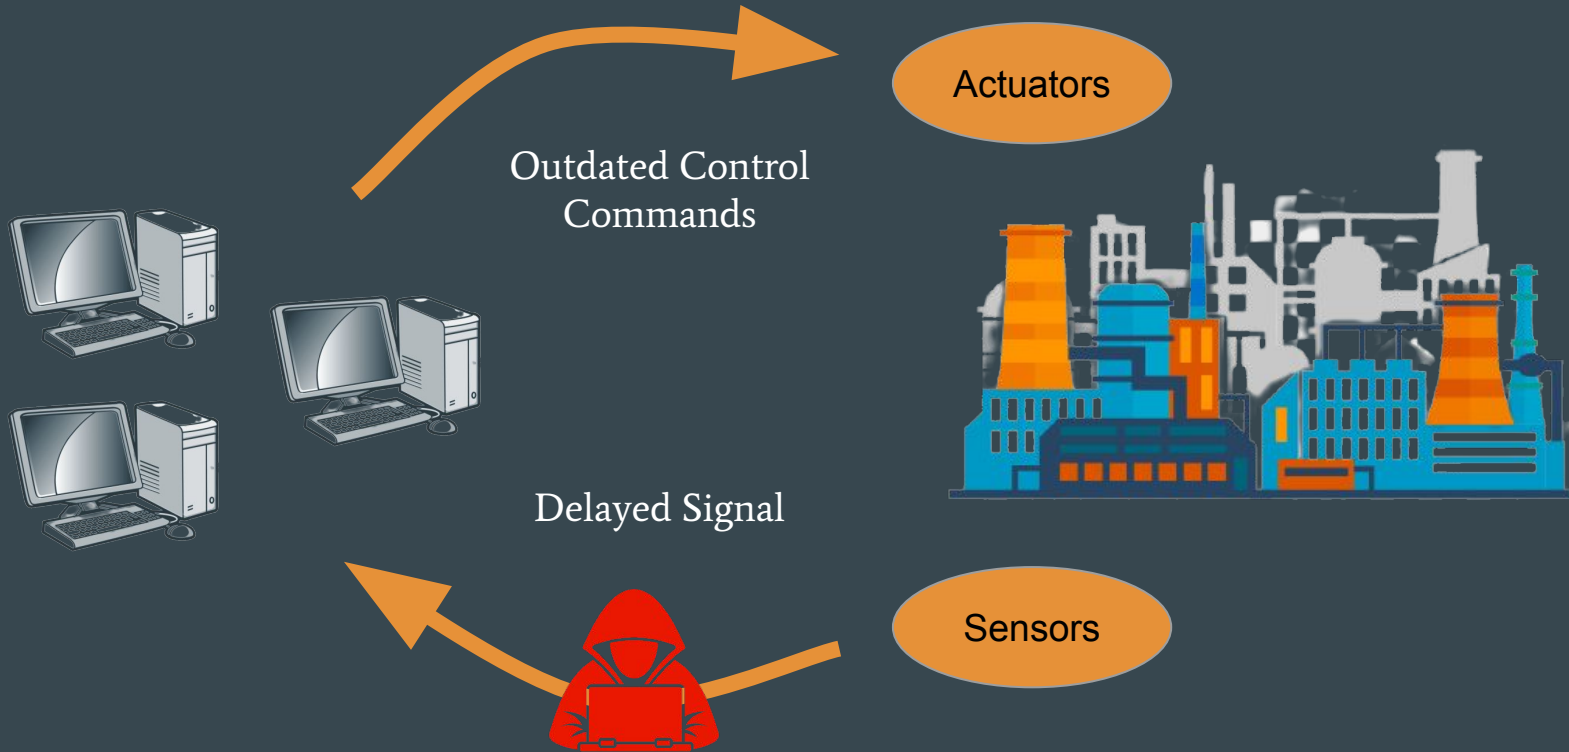 Actuators
Outdated Control
Commands
Delayed Signal
Sensors